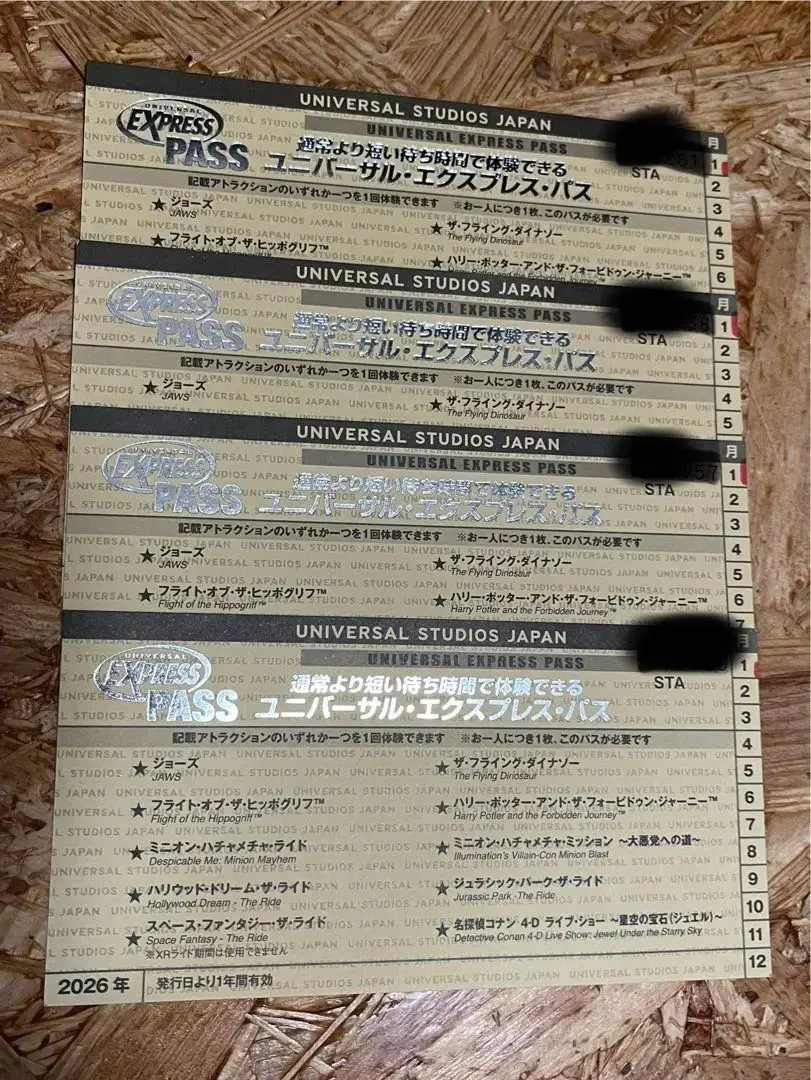 UNIVERSAL STUDIOS JAPAN
UNIVERSAL EXPRESS PASS
UNIVERSAL
EXPRESS
PASS
通常より短い待ち時間で体験できる
ユニバーサル・エクスプレス・パス
STA
月
1
2
3
4
5
6
記載アトラクションのいずれか一つを1回体験できます ※お一人につき1枚、このパスが必要です
★ジョーズ
JAWS
★ザ・フライング・ダイナソー
The Flying Dinosaur
★フライト・オブ・ザ・ヒッポグリフ™
★ハリー・ポッター・アンド・ザ・フォービドゥン・ジャーニー™
UNIVERSAL STUDIOS JAPAN
UNIVERSAL EXPRESS PASS
UNIVERSAL
EXPRESS
PASS
通常より短い待ち時間で体験できる
ユニバーサル・エクスプレス・パス
STA
月
1
2
3
4
5
記載アトラクションのいずれか一つを1回体験できます ※お一人につき1枚、このパスが必要です
★ジョーズ
JAWS
★ザ・フライング・ダイナソー
The Flying Dinosaur
UNIVERSAL STUDIOS JAPAN
UNIVERSAL EXPRESS PASS
UNIVERSAL
EXPRESS
PASS
通常より短い待ち時間で体験できる
ユニバーサル・エクスプレス・パス
57
STA
月
1
2
3
4
5
6
7
記載アトラクションのいずれか一つを1回体験できます ※お一人につき1枚、このパスが必要です
★ジョーズ
JAWS
★ザ・フライング・ダイナソー
The Flying Dinosaur
★フライト・オブ・ザ・ヒッポグリフ™
Flight of the Hippogriff™
★ハリー・ポッター・アンド・ザ・フォービドゥン・ジャーニー™
Harry Potter and the Forbidden Journey™
UNIVERSAL STUDIOS JAPAN
UNIVERSAL EXPRESS PASS
UNIVERSAL
EXPRESS
PASS
通常より短い待ち時間で体験できる
ユニバーサル・エクスプレス・パス
STA
月
1
2
3
4
5
6
7
8
9
10
11
12
記載アトラクションのいずれか一つを1回体験できます ※お一人につき1枚、このパスが必要です
★ジョーズ
JAWS
★ザ・フライング・ダイナソー
The Flying Dinosaur
★フライト・オブ・ザ・ヒッポグリフ™
Flight of the Hippogriff™
★ハリー・ポッター・アンド・ザ・フォービドゥン・ジャーニー™
Harry Potter and the Forbidden Journey™
★ミニオン・ハチャメチャ・ライド
Despicable Me: Minion Mayhem
★ミニオン・ハチャメチャ・ミッション ～大悪党への道～
Illumination's Villain-Con Minion Blast
★ハリウッド・ドリーム・ザ・ライド
Hollywood Dream - The Ride
★ジュラシック・パーク・ザ・ライド
Jurassic Park -The Ride
★スペース・ファンタジー・ザ・ライド
Space Fantasy - The Ride
※XRライド期間は使用できません
★名探偵コナン 4-D ライブ・ショー ～星空の宝石(ジュエル)～
Detective Conan 4-D Live Show: Jewel Under the Starry Sky
2026年 発行日より1年間有効